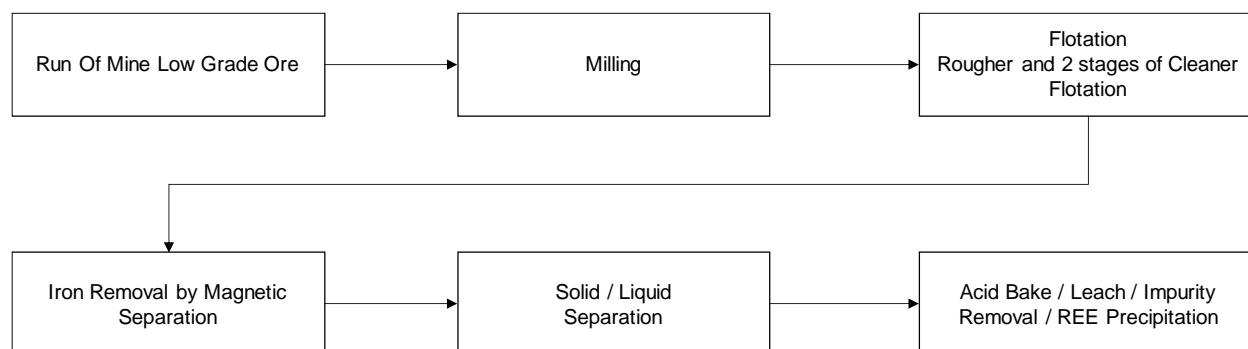 Run Of Mine Low Grade Ore
Milling
Flotation
Rougher and 2 stages of Cleaner
Flotation
Iron Removal by Magnetic
Separation
Solid / Liquid
Separation
Acid Bake / Leach / Impurity
Removal / REE Precipitation